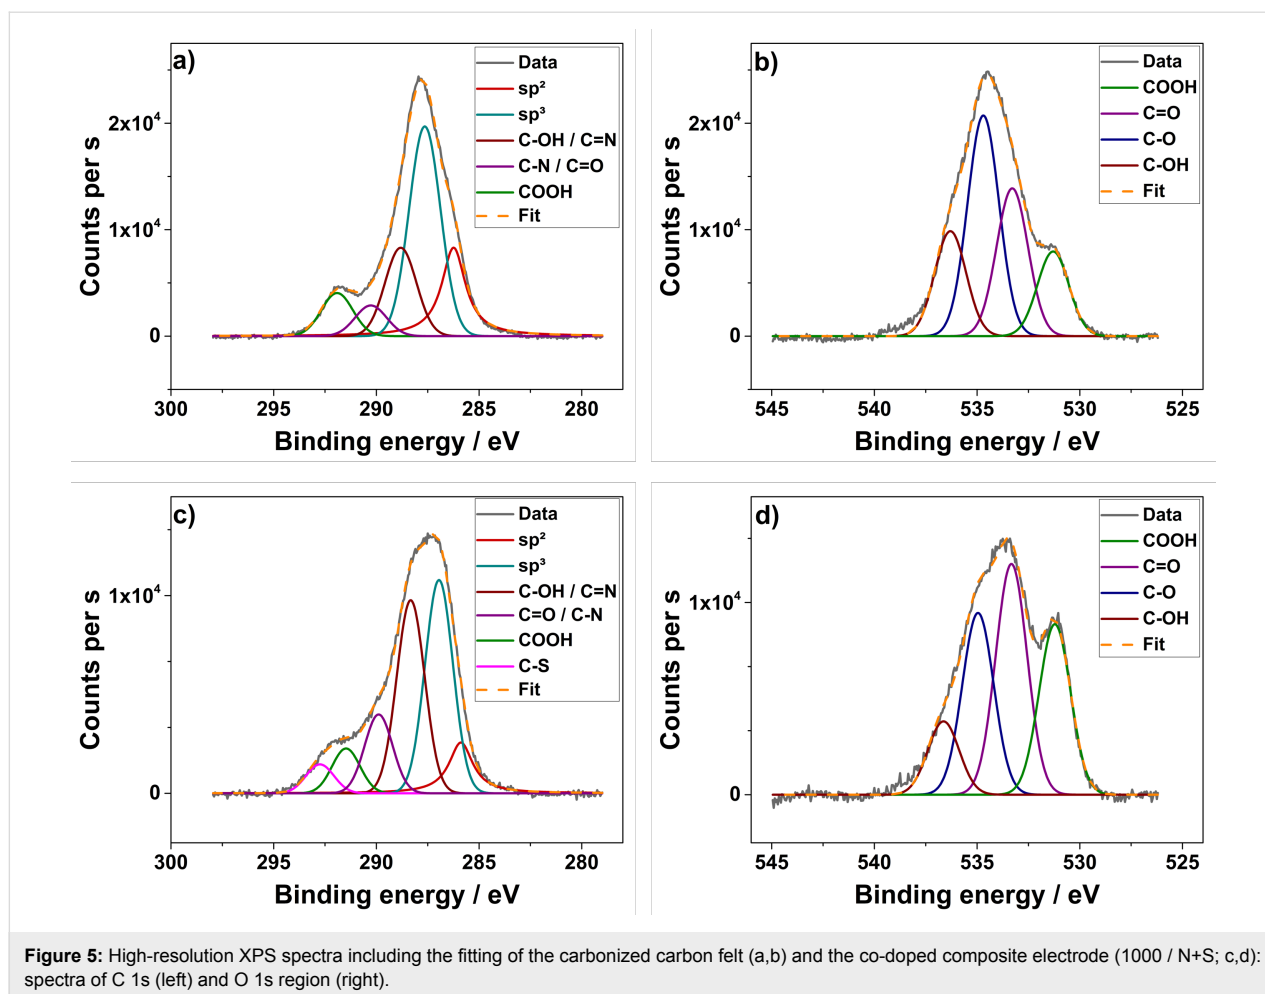 a)
Data
sp²
sp³
C-OH / C=N
C-N / C=O
COOH
Fit
2x10⁴
1x10⁴
0
Counts per s
300 295 290 285 280
Binding energy / eV
b)
Data
COOH
C=O
C-O
C-OH
Fit
2x10⁴
1x10⁴
0
Counts per s
545 540 535 530 525
Binding energy / eV
c)
Data
sp²
sp³
C-OH / C=N
C=O / C-N
COOH
C-S
Fit
1x10⁴
0
Counts per s
300 295 290 285 280
Binding energy / eV
d)
Data
COOH
C=O
C-O
C-OH
Fit
1x10⁴
0
Counts per s
545 540 535 530 525
Binding energy / eV
Figure 5: High-resolution XPS spectra including the fitting of the carbonized carbon felt (a,b) and the co-doped composite electrode (1000 / N+S; c,d):
spectra of C 1s (left) and O 1s region (right).